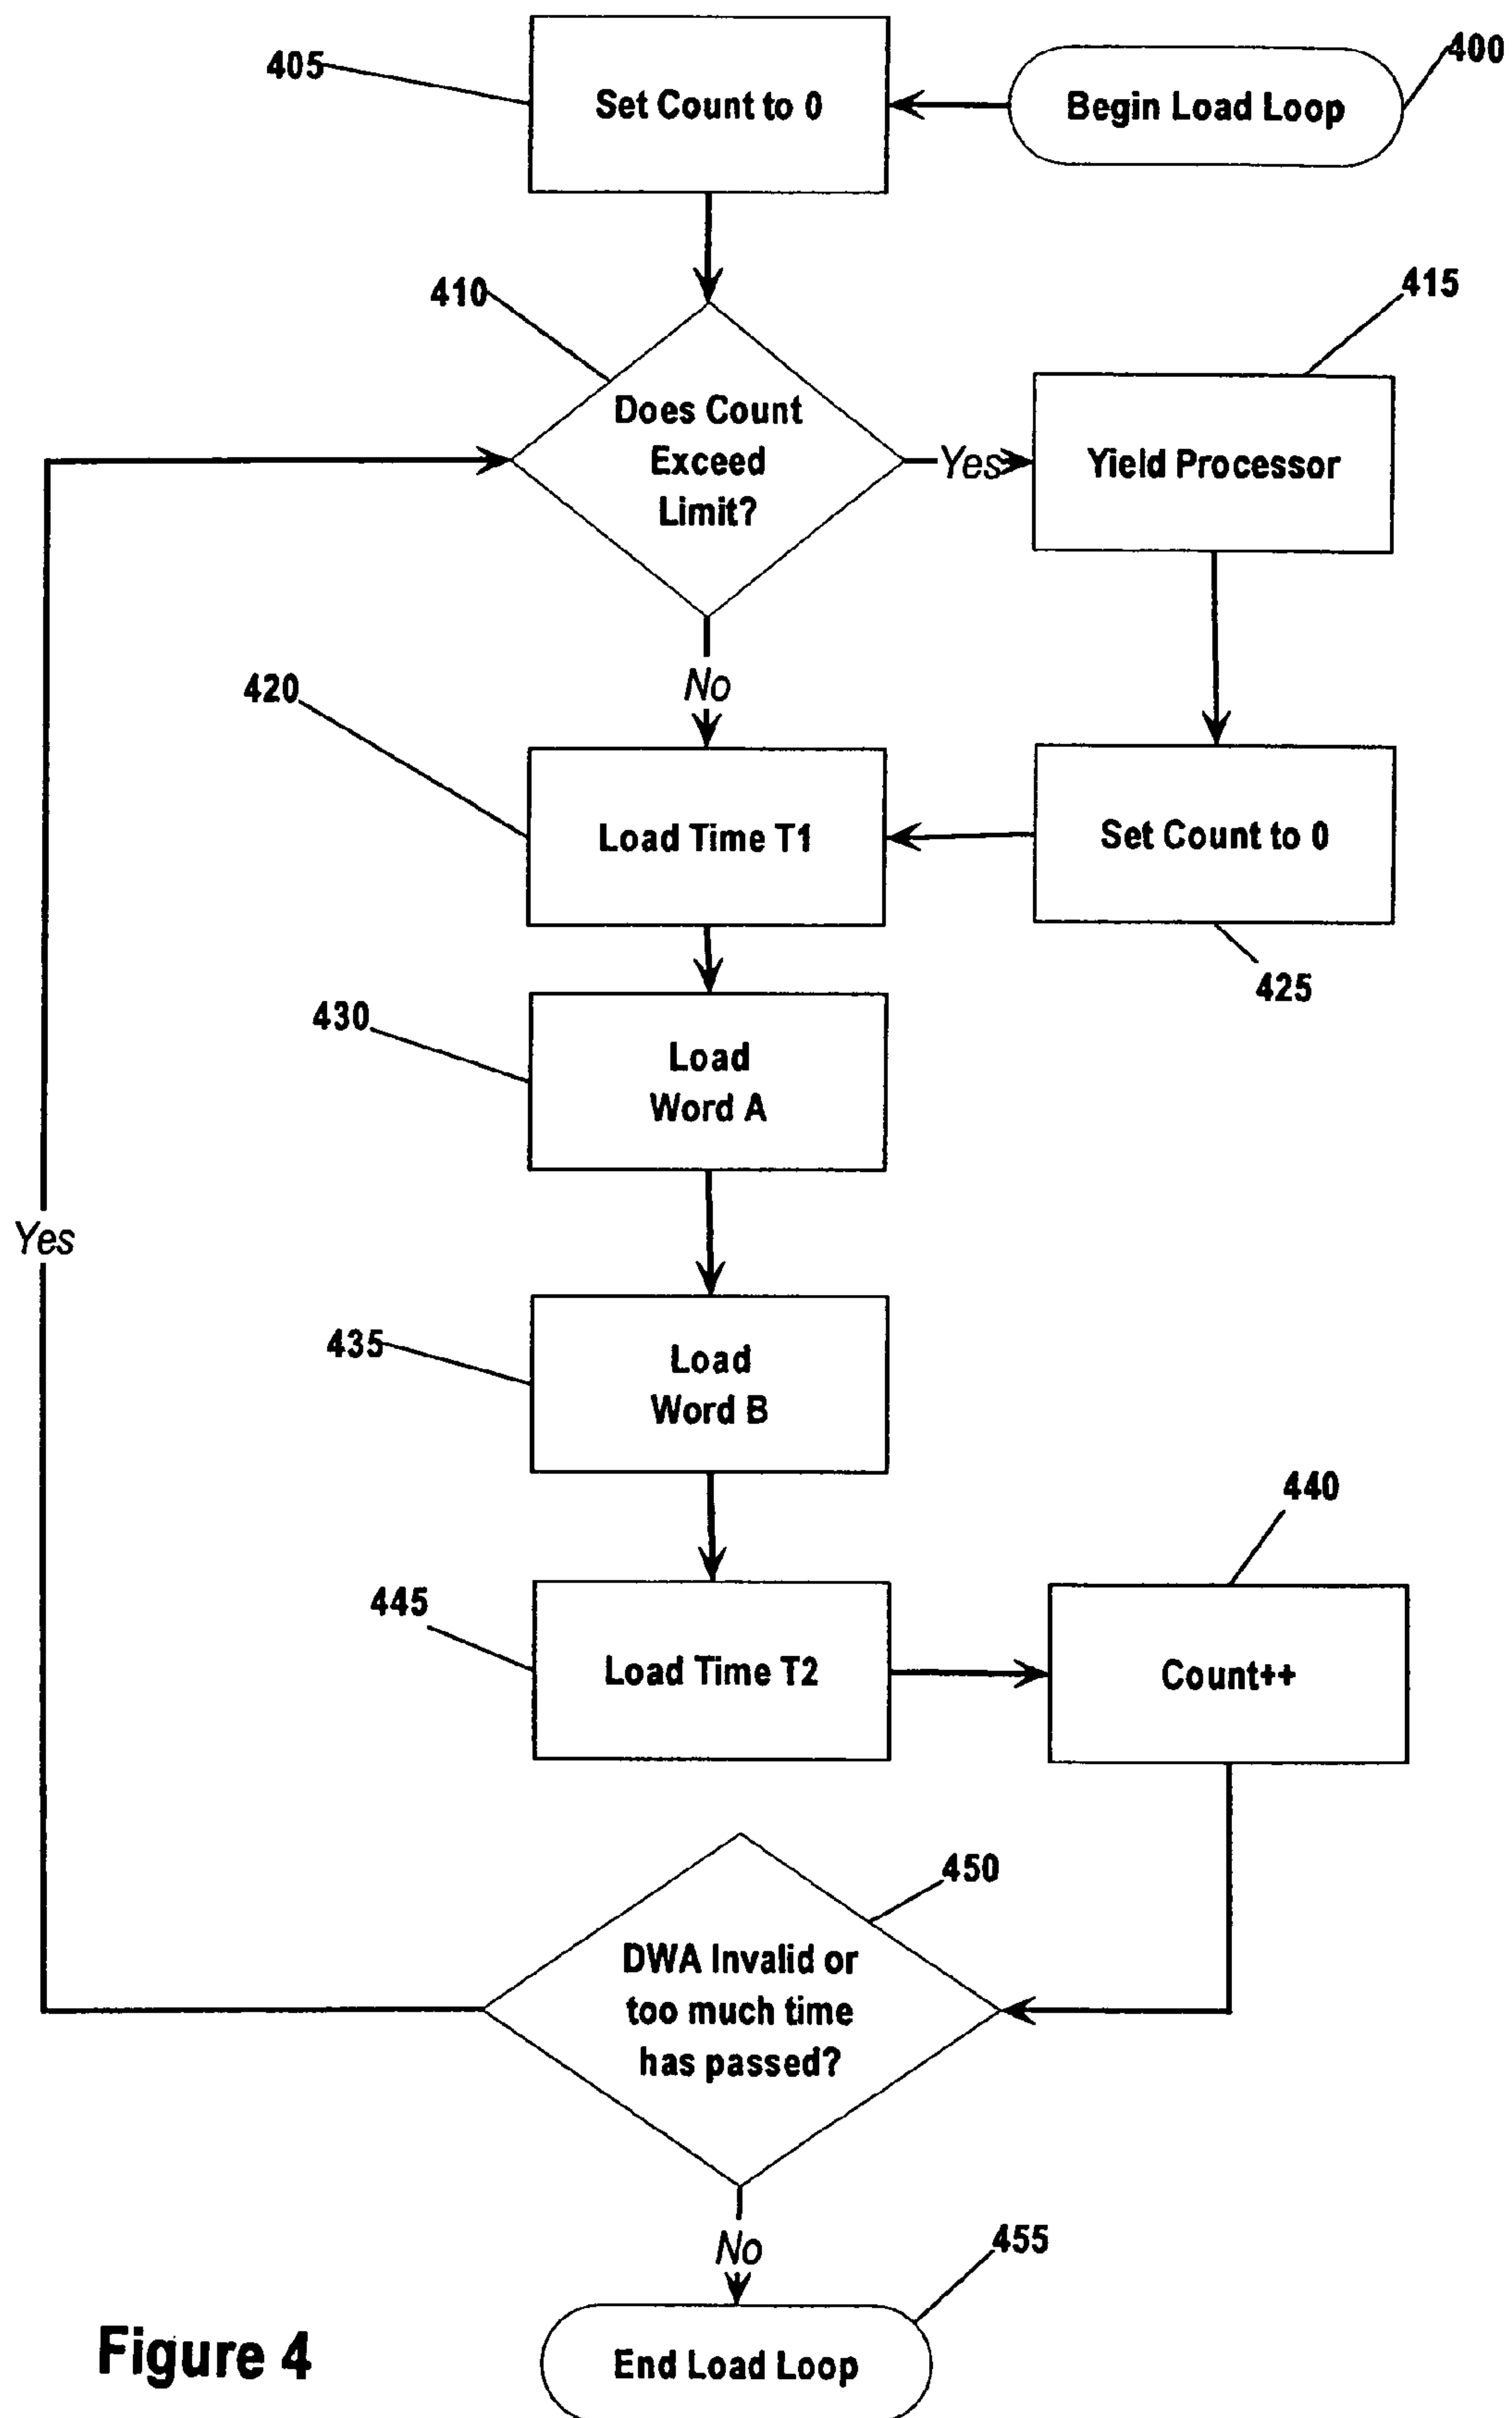 400
Begin Load Loop
405
Set Count to 0
410
Does Count
Exceed
Limit?
Yes
415
Yield Processor
No
420
Load Time T1
Set Count to 0
425
430
Load
Word A
Yes
435
Load
Word B
440
445
Load Time T2
Count++
450
DWA Invalid or
too much time
has passed?
No
455
End Load Loop
Figure 4